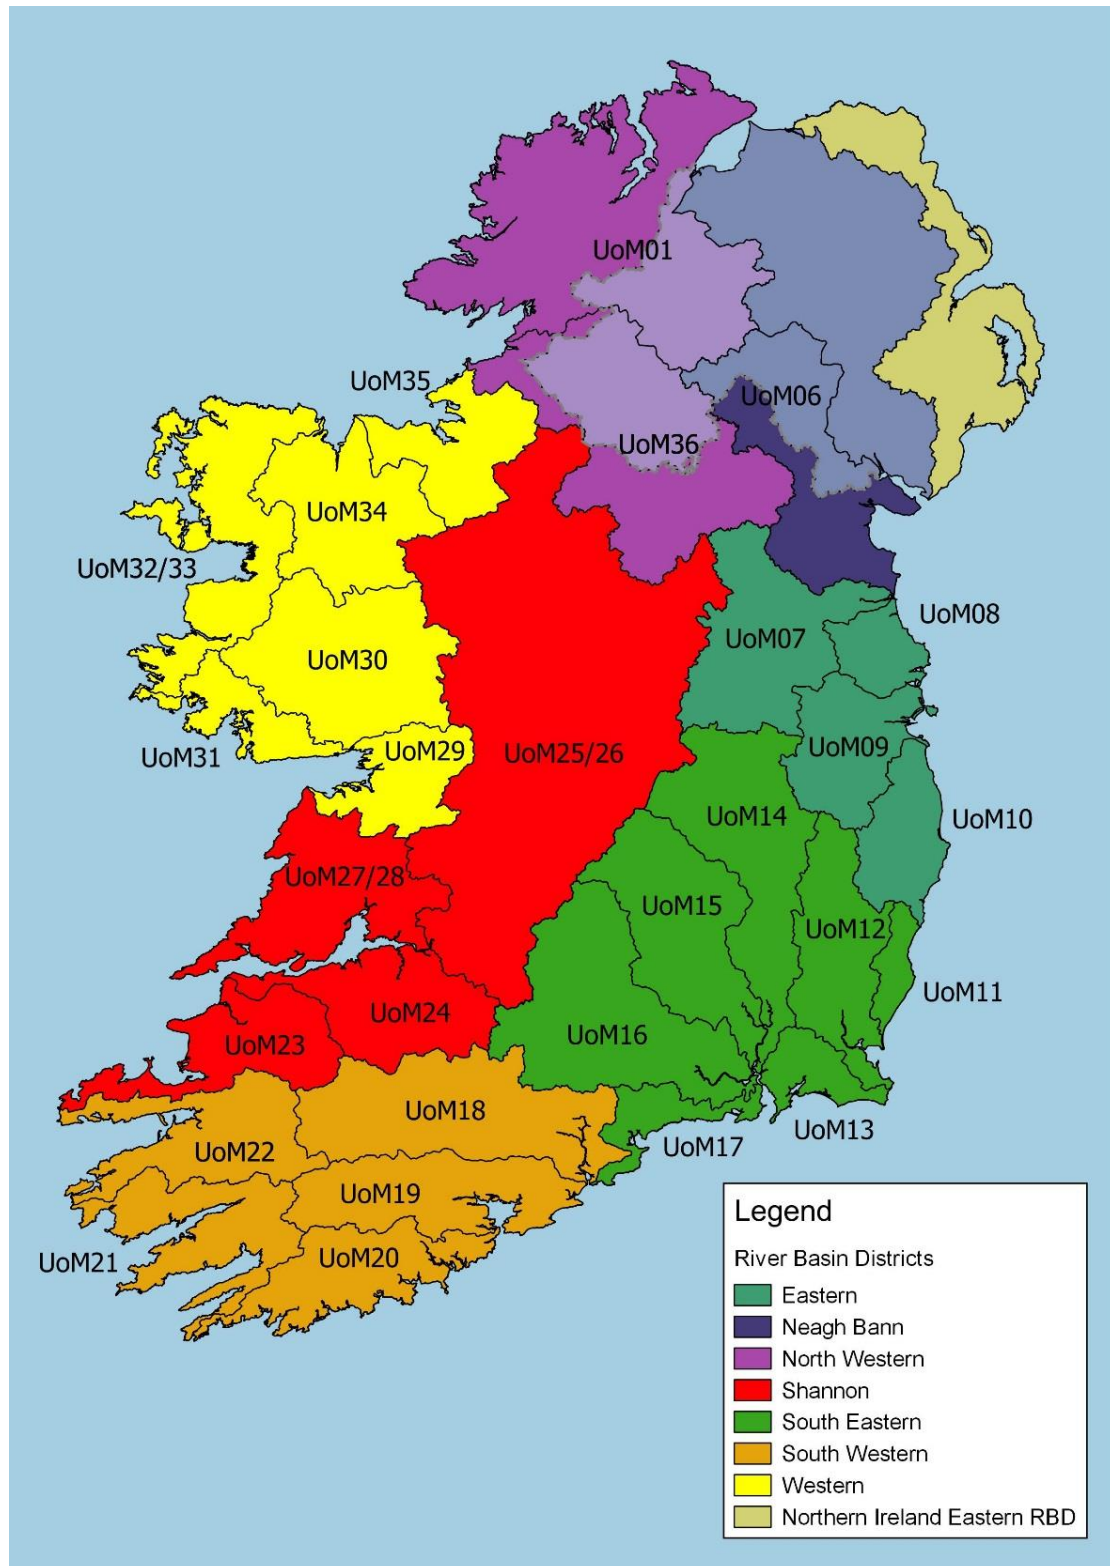 UoM01
UoM35
UoM06
UoM36
UoM34
UoM32/33
UoM08
UoM07
UoM30
UoM29
UoM25/26
UoM09
UoM31
UoM14
UoM10
UoM27/28
UoM15
UoM12
UoM11
UoM24
UoM16
UoM23
UoM18
UoM13
UoM17
UoM22
UoM19
UoM20
UoM21
Legend
River Basin Districts
Eastern
Neagh Bann
North Western
Shannon
South Eastern
South Western
Western
Northern Ireland Eastern RBD